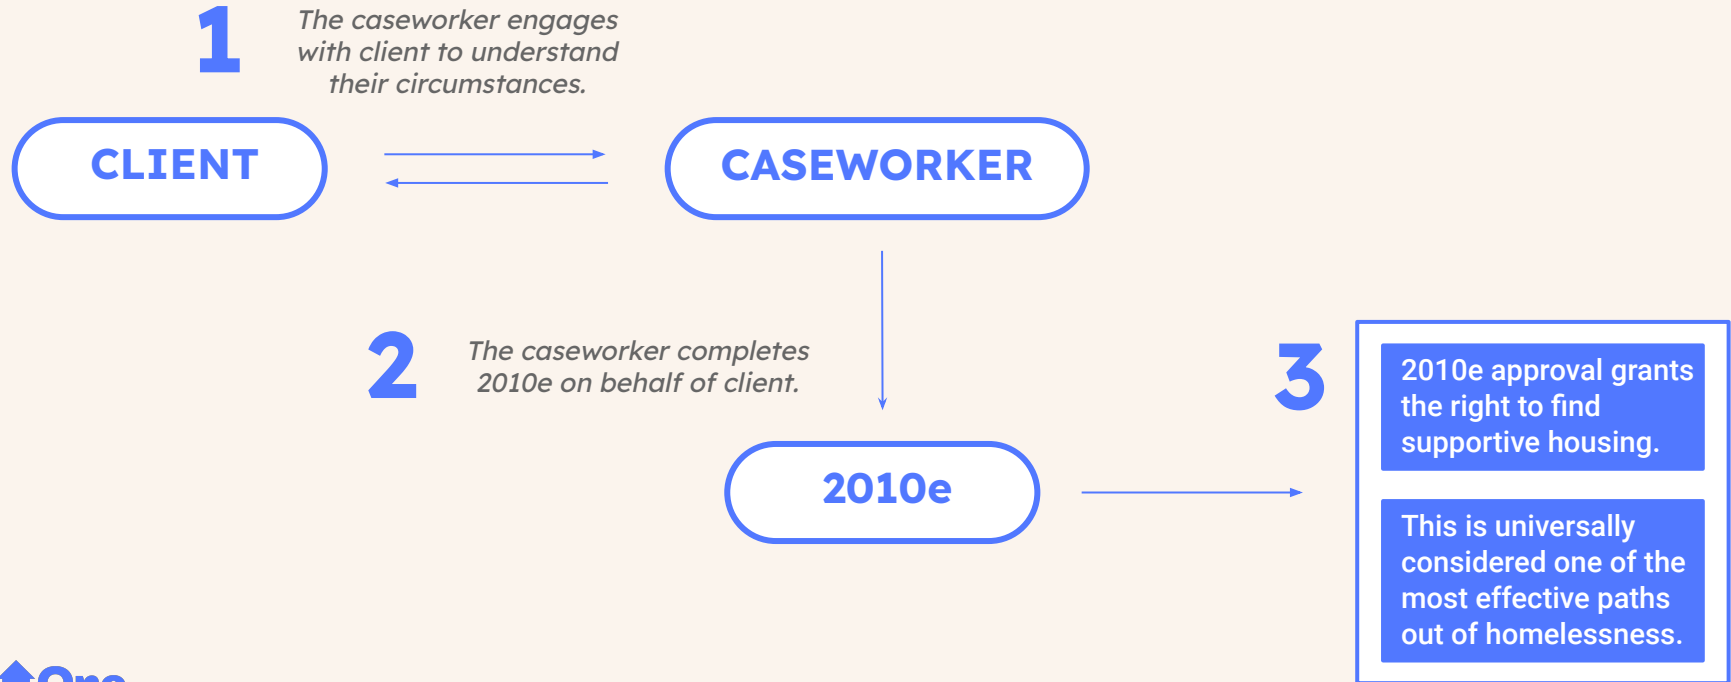 1
The caseworker engages
with client to understand
their circumstances.
CLIENT
CASEWORKER
2
The caseworker completes
2010e on behalf of client.
2010e
3
2010e approval grants
the right to find
supportive housing.
This is universally
considered one of the
most effective paths
out of homelessness.